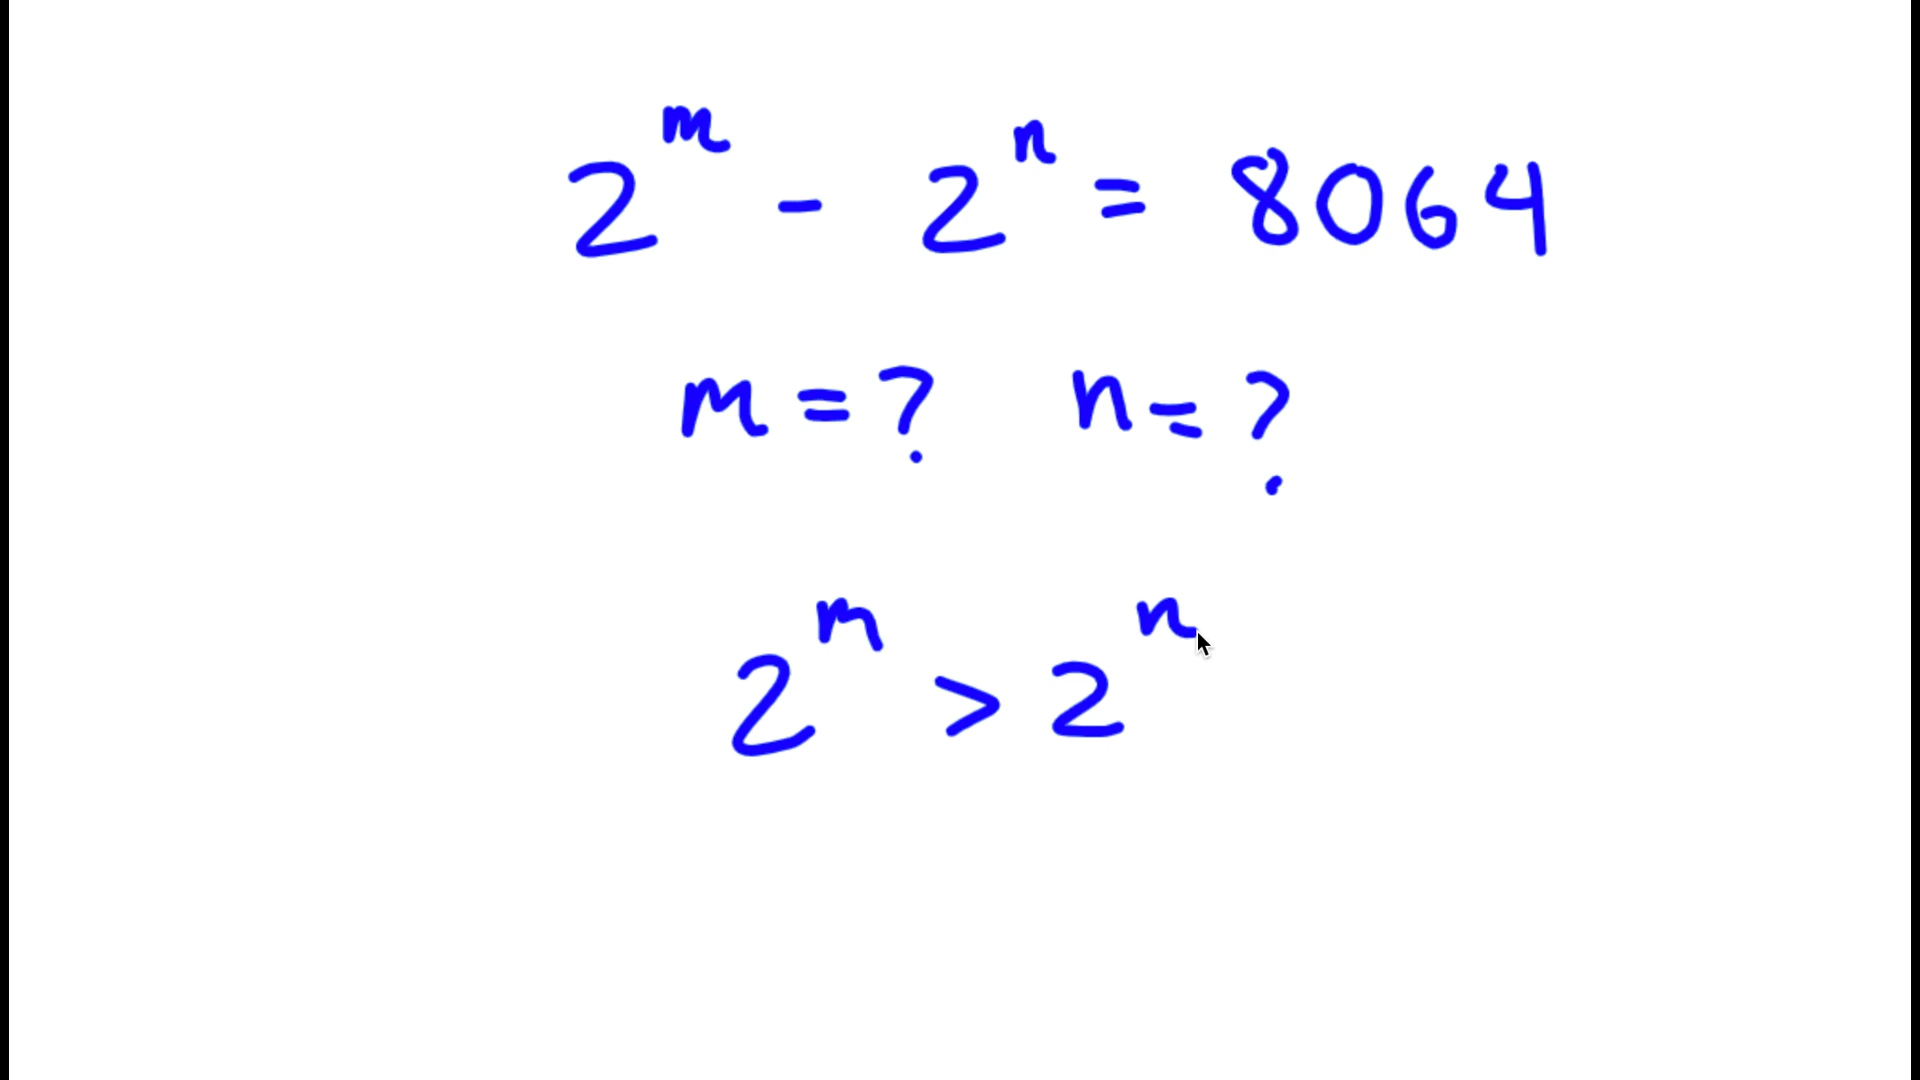 2^m - 2^n = 8064
m = ? n = ?
2^m > 2^n